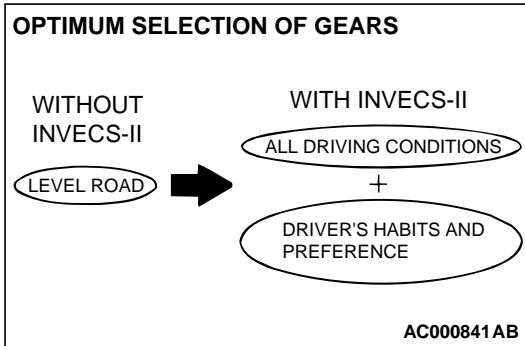 OPTIMUM SELECTION OF GEARS
WITHOUT
INVECS-II
LEVEL ROAD
WITH INVECS-II
ALL DRIVING CONDITIONS
+
DRIVER'S HABITS AND
PREFERENCE
AC000841AB